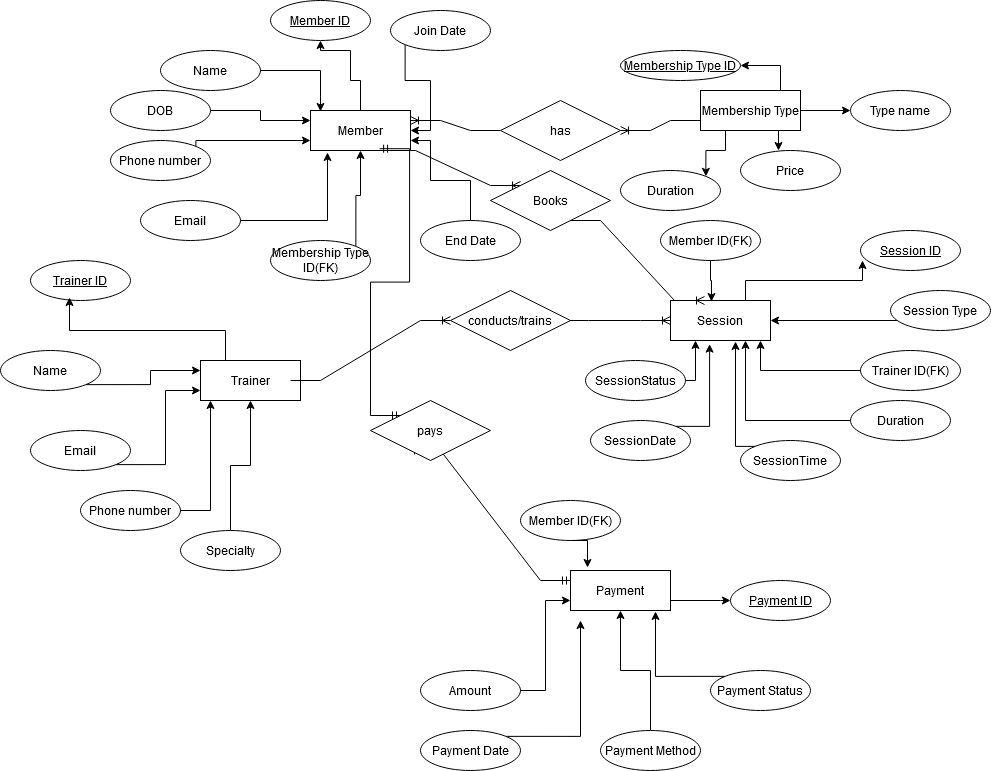 Member ID
Join Date
Name
Membership Type ID
DOB
Member
has
Membership Type
Type name
Phone number
Price
Duration
Books
Email
Membership Type
ID(FK)
End Date
Member ID(FK)
Session ID
Trainer ID
conducts/trains
Session
Session Type
Name
Trainer
SessionStatus
Trainer ID(FK)
pays
Duration
Email
SessionDate
SessionTime
Phone number
Member ID(FK)
Specialty
Payment
Payment ID
Amount
Payment Status
Payment Date
Payment Method